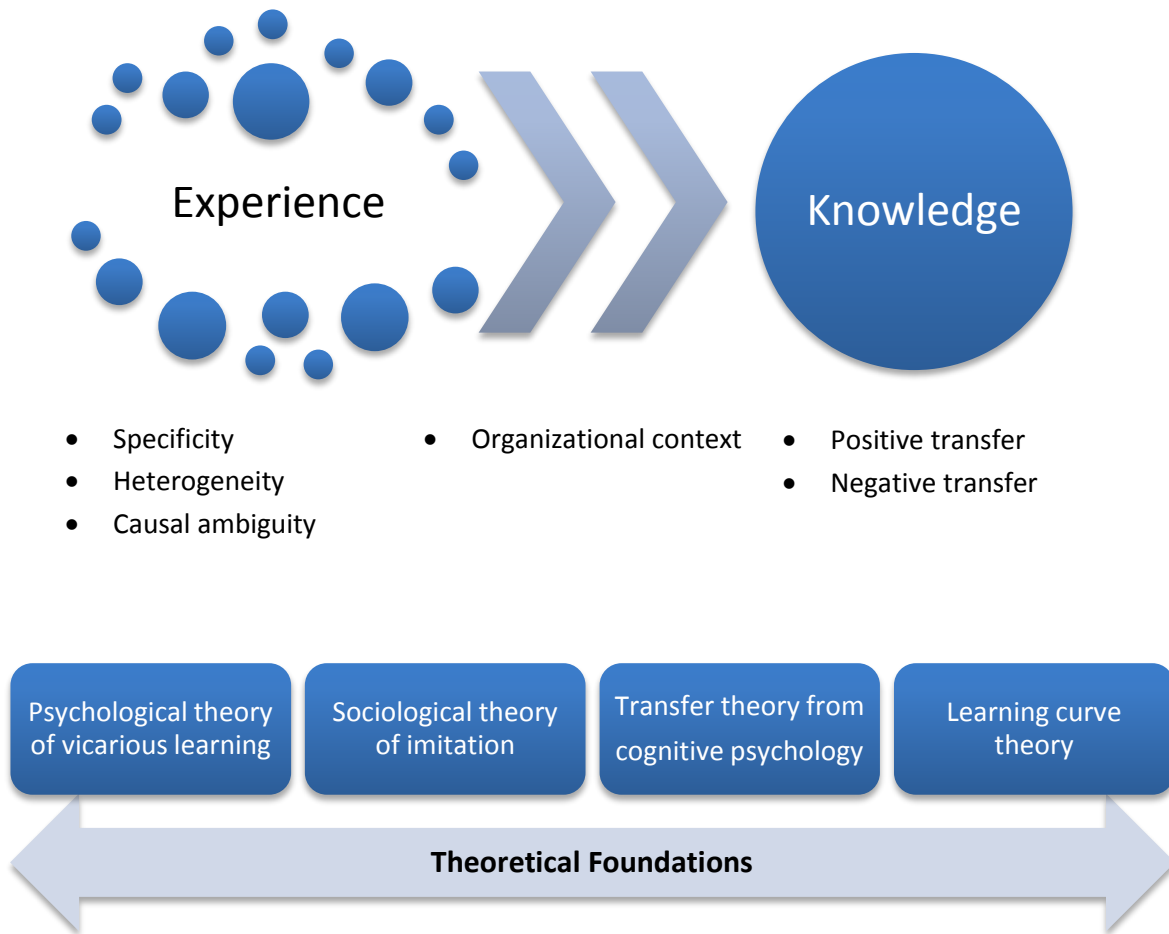 Experience
Knowledge
• Specificity
• Heterogeneity
• Causal ambiguity
• Organizational context
• Positive transfer
• Negative transfer
Psychological theory
of vicarious learning
Sociological theory
of imitation
Transfer theory from
cognitive psychology
Learning curve
theory
Theoretical Foundations